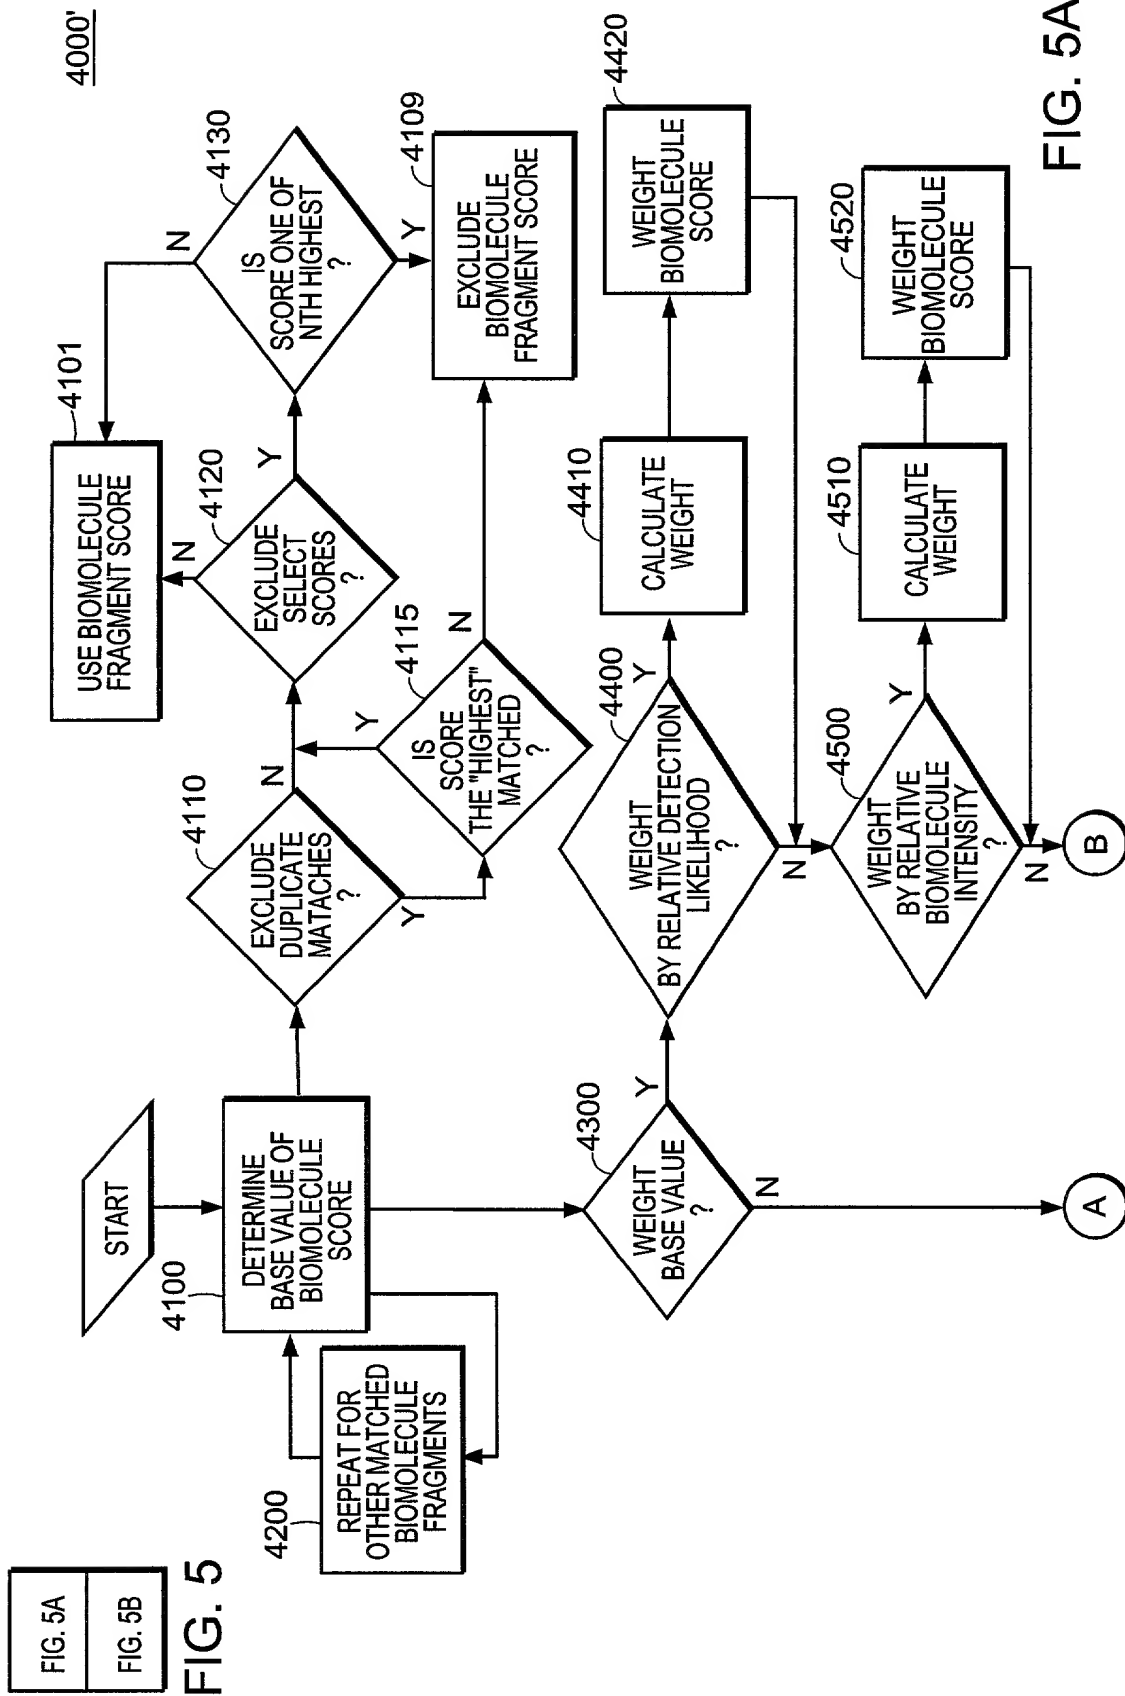 FIG. 5A
FIG. 5B
FIG. 5
4000'
START
4100
DETERMINE
BASE VALUE OF
BIOMOLECULE
SCORE
4200
REPEAT FOR
OTHER MATCHED
BIOMOLECULE
FRAGMENTS
4110
EXCLUDE
DUPLICATE
MATACHES
?
N
Y
4115
IS
SCORE
THE "HIGHEST"
MATCHED
?
Y
N
4120
EXCLUDE
SELECT
SCORES
?
N
Y
4101
USE BIOMOLECULE
FRAGMENT SCORE
4130
IS
SCORE ONE OF
NTH HIGHEST
?
N
Y
4109
EXCLUDE
BIOMOLECULE
FRAGMENT SCORE
4300
WEIGHT
BASE VALUE
?
Y
N
4400
WEIGHT
BY RELATIVE DETECTION
LIKELIHOOD
?
Y
N
4410
CALCULATE
WEIGHT
4420
WEIGHT
BIOMOLECULE
SCORE
4500
WEIGHT
BY RELATIVE
BIOMOLECULE
INTENSITY
?
Y
N
4510
CALCULATE
WEIGHT
4520
WEIGHT
BIOMOLECULE
SCORE
A
B
FIG. 5A